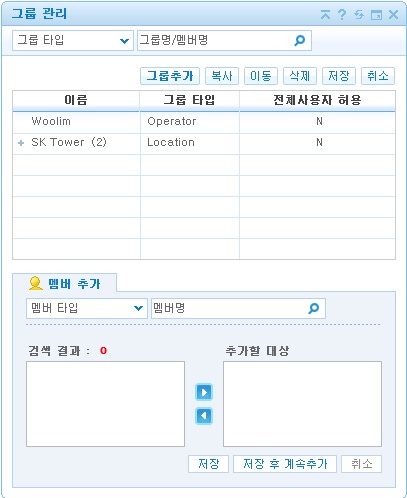 그룹 관리
그룹 타입 그룹명/멤버명
그룹추가 복사 이동 삭제 저장 취소
이름 그룹 타입 전체사용자 허용
Woolim Operator N
+ SK Tower (2) Location N
멤버 추가
멤버 타입 멤버명
검색 결과 : 0 추가할 대상
저장 저장 후 계속추가 취소